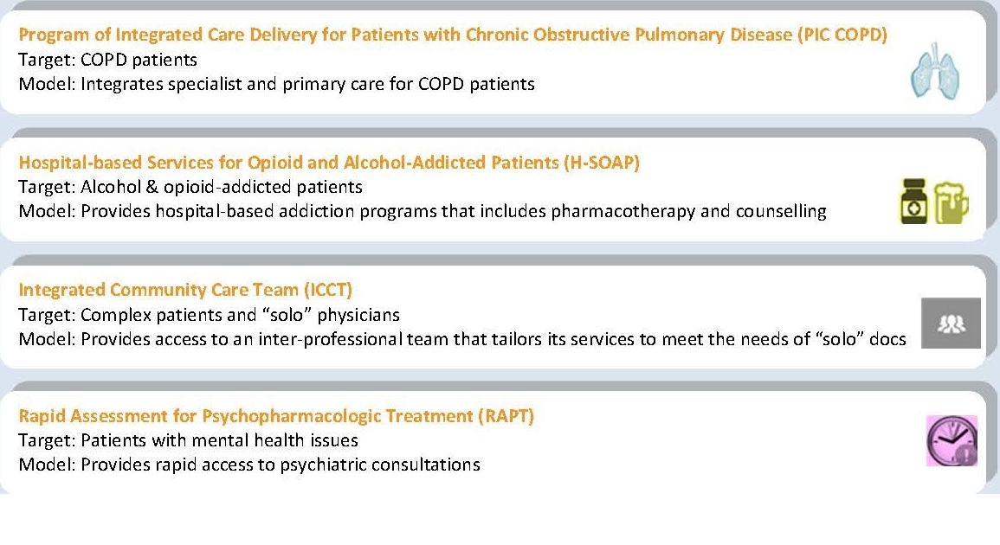 Program of Integrated Care Delivery for Patients with Chronic Obstructive Pulmonary Disease (PIC COPD)
Target: COPD patients
Model: Integrates specialist and primary care for COPD patients
Hospital-based Services for Opioid and Alcohol-Addicted Patients (H-SOAP)
Target: Alcohol & opioid-addicted patients
Model: Provides hospital-based addiction programs that includes pharmacotherapy and counselling
Integrated Community Care Team (ICCT)
Target: Complex patients and “solo” physicians
Model: Provides access to an inter-professional team that tailors its services to meet the needs of “solo” docs
Rapid Assessment for Psychopharmacologic Treatment (RAPT)
Target: Patients with mental health issues
Model: Provides rapid access to psychiatric consultations